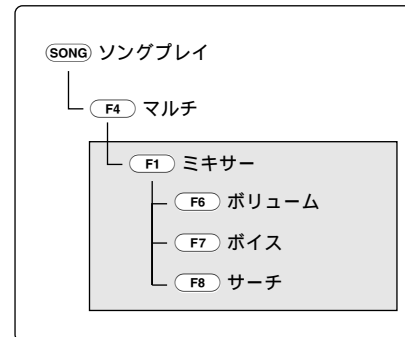 SONG ソングプレイ
F4 マルチ
F1 ミキサー
F6 ボリューム
F7 ボイス
F8 サーチ